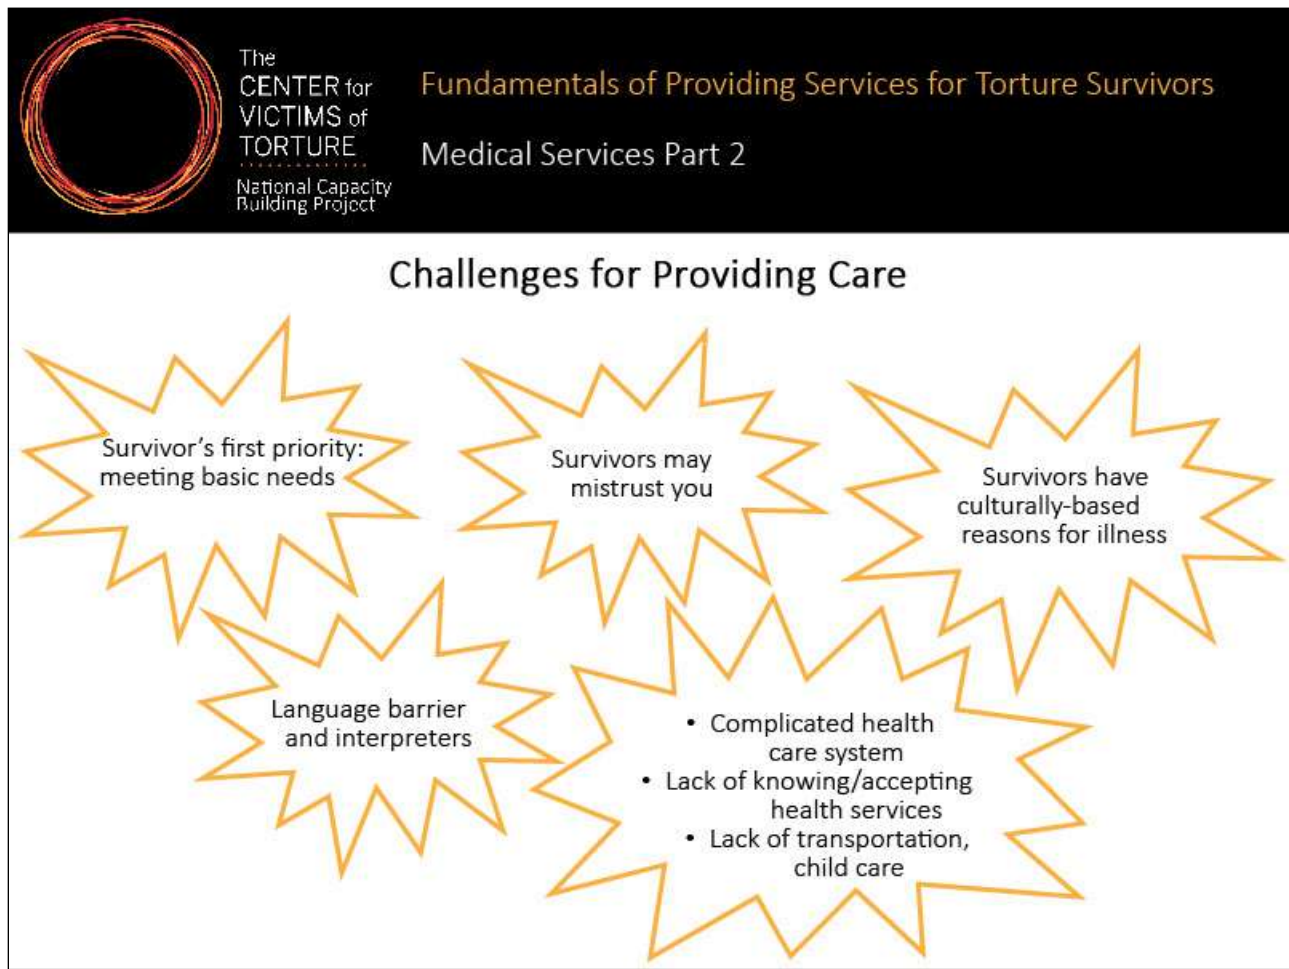 The
CENTER for
VICTIMS of
TORTURE
National Capacity
Building Project
Fundamentals of Providing Services for Torture Survivors
Medical Services Part 2
Challenges for Providing Care
Survivor's first priority:
meeting basic needs
Survivors may
mistrust you
Survivors have
culturally-based
reasons for illness
Language barrier
and interpreters
• Complicated health
care system
• Lack of knowing/accepting
health services
• Lack of transportation,
child care